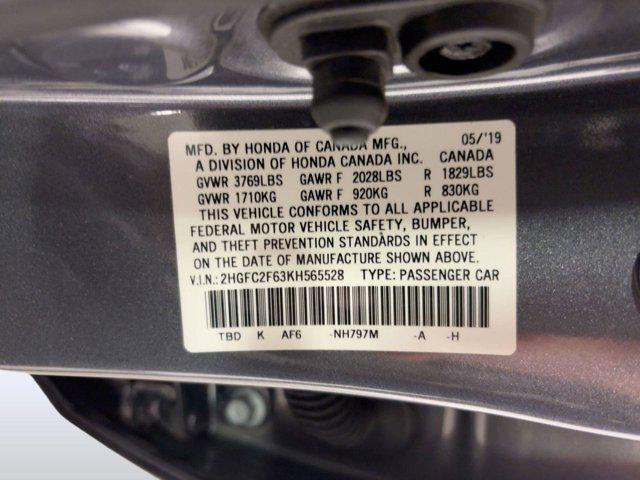 MFD. BY HONDA OF CANADA MFG., 05/'19
A DIVISION OF HONDA CANADA INC. CANADA
GVWR 3769LBS GAWR F 2028LBS R 1829LBS
GVWR 1710KG GAWR F 920KG R 830KG
THIS VEHICLE CONFORMS TO ALL APPLICABLE
FEDERAL MOTOR VEHICLE SAFETY, BUMPER,
AND THEFT PREVENTION STANDARDS IN EFFECT
ON THE DATE OF MANUFACTURE SHOWN ABOVE.
V.I.N.: 2HGFC2F63KH565528 TYPE: PASSENGER CAR
TBD K AF6 -NH797M -A -H